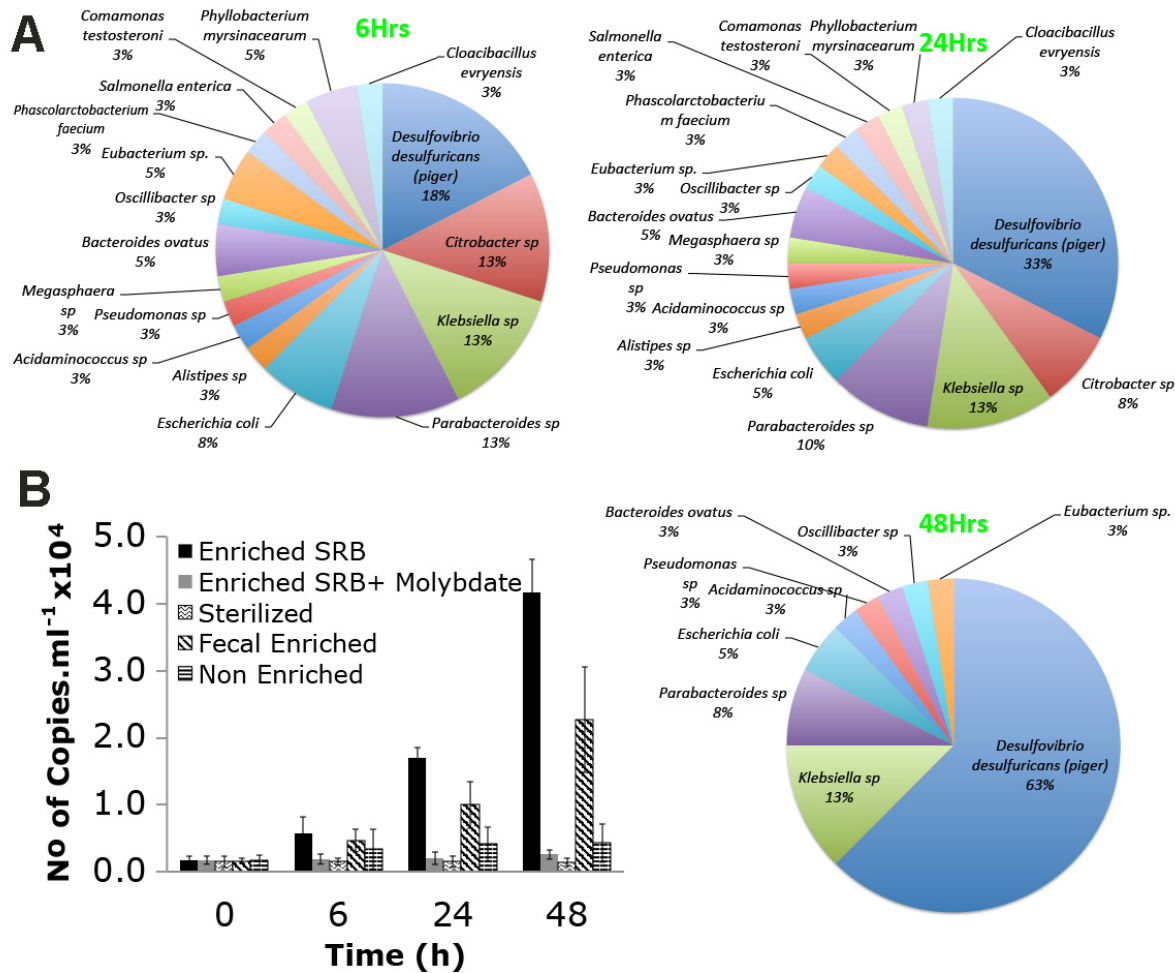 A
6Hrs
Comamonas
testosteroni
3%
Phyllobacterium
myrsinacearum
5%
Cloacibacillus
evryensis
3%
Salmonella enterica
3%
Phascolarctobacterium
faecium
3%
Eubacterium sp.
5%
Oscillibacter sp
3%
Bacteroides ovatus
5%
Megasphaera
sp
3%
Pseudomonas sp
3%
Acidaminococcus sp
3%
Alistipes sp
3%
Escherichia coli
8%
Parabacteroides sp
13%
Klebsiella sp
13%
Citrobacter sp
13%
Desulfovibrio
desulfuricans
(piger)
18%
24Hrs
Salmonella
enterica
3%
Comamonas
testosteroni
3%
Phyllobacterium
myrsinacearum
3%
Cloacibacillus
evryensis
3%
Phascolarctobacteriu
m faecium
3%
Eubacterium sp.
3%
Oscillibacter sp
3%
Bacteroides ovatus
5%
Megasphaera sp
3%
Pseudomonas
sp
3%
Acidaminococcus sp
3%
Alistipes sp
3%
Escherichia coli
5%
Parabacteroides sp
10%
Klebsiella sp
13%
Citrobacter sp
8%
Desulfovibrio
desulfuricans (piger)
33%
B
No of Copies.ml⁻¹ x10⁴
5.0
4.0
3.0
2.0
1.0
0.0
Enriched SRB
Enriched SRB+ Molybdate
Sterilized
Fecal Enriched
Non Enriched
0 6 24 48
Time (h)
48Hrs
Bacteroides ovatus
3%
Oscillibacter sp
3%
Eubacterium sp.
3%
Pseudomonas
sp
3%
Acidaminococcus sp
3%
Escherichia coli
5%
Parabacteroides sp
8%
Klebsiella sp
13%
Desulfovibrio
desulfuricans (piger)
63%